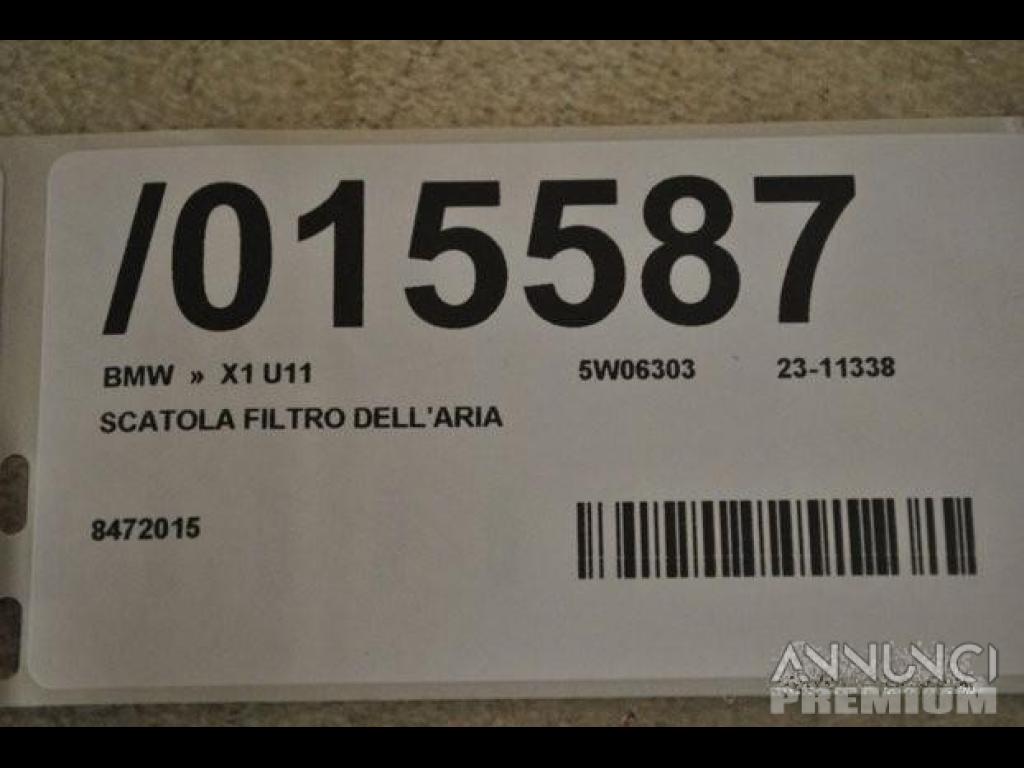 /015587
BMW » X1 U11 5W06303 23-11338
SCATOLA FILTRO DELL'ARIA
8472015
ANNUNCI
PREMIUM